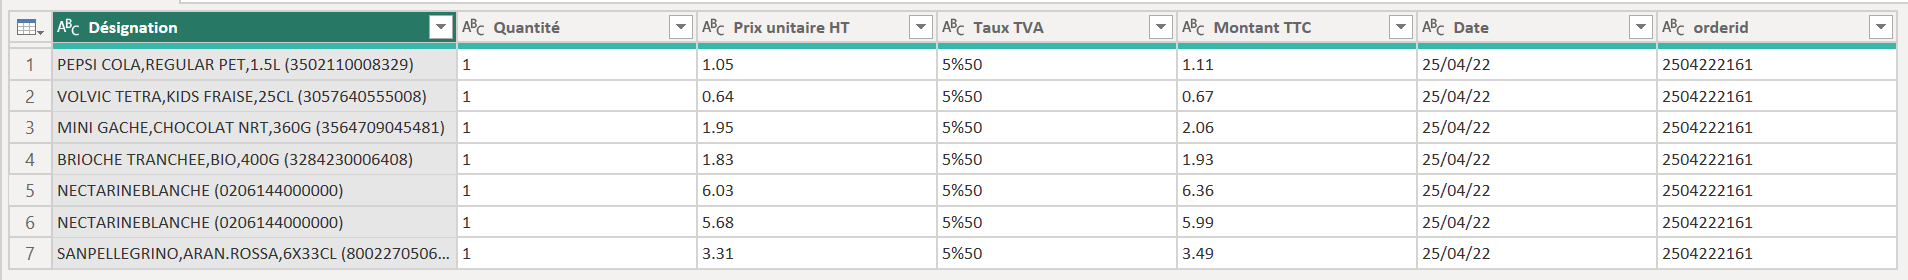 ABC Désignation ABC Quantité ABC Prix unitaire HT ABC Taux TVA ABC Montant TTC ABC Date ABC orderid
1 PEPSI COLA,REGULAR PET,1.5L (3502110008329) 1 1.05 5%50 1.11 25/04/22 2504222161
2 VOLVIC TETRA,KIDS FRAISE,25CL (3057640555008) 1 0.64 5%50 0.67 25/04/22 2504222161
3 MINI GACHE,CHOCOLAT NRT,360G (3564709045481) 1 1.95 5%50 2.06 25/04/22 2504222161
4 BRIOCHE TRANCHEE,BIO,400G (3284230006408) 1 1.83 5%50 1.93 25/04/22 2504222161
5 NECTARINEBLANCHE (0206144000000) 1 6.03 5%50 6.36 25/04/22 2504222161
6 NECTARINEBLANCHE (0206144000000) 1 5.68 5%50 5.99 25/04/22 2504222161
7 SANPELLEGRINO,ARAN.ROSSA,6X33CL (8002270506... 1 3.31 5%50 3.49 25/04/22 2504222161